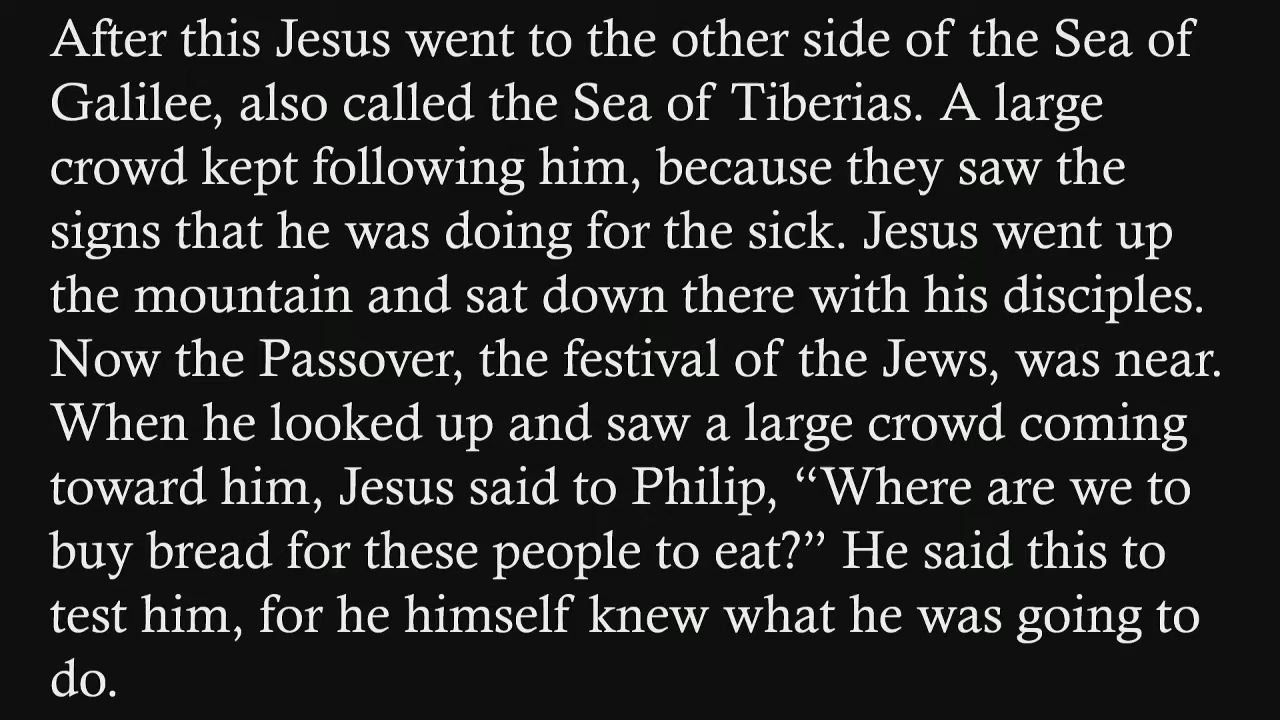 After this Jesus went to the other side of the Sea of
Galilee, also called the Sea of Tiberias. A large
crowd kept following him, because they saw the
signs that he was doing for the sick. Jesus went up
the mountain and sat down there with his disciples.
Now the Passover, the festival of the Jews, was near.
When he looked up and saw a large crowd coming
toward him, Jesus said to Philip, “Where are we to
buy bread for these people to eat?” He said this to
test him, for he himself knew what he was going to
do.